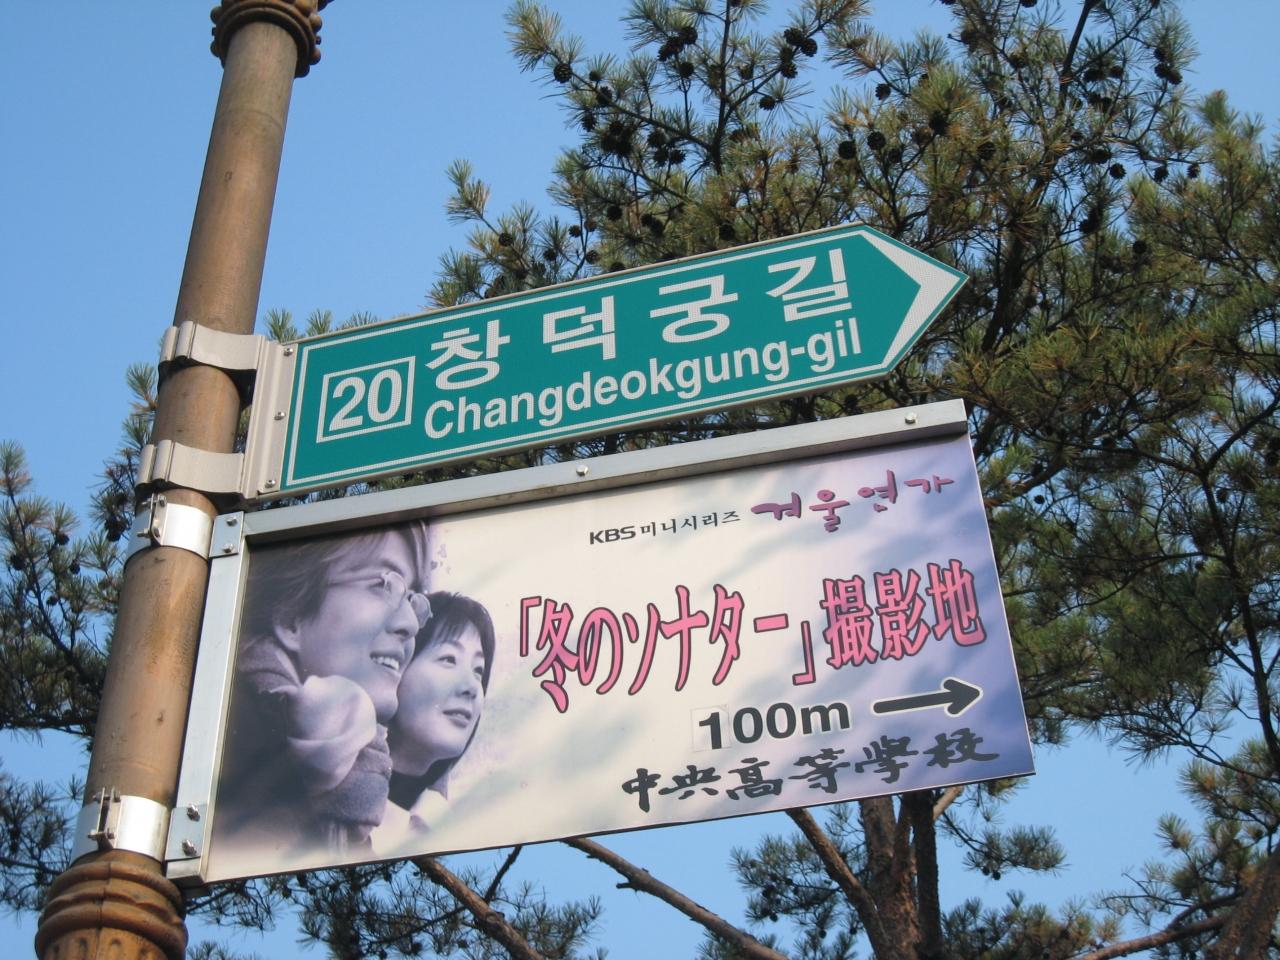 20 창덕궁길
Changdeokgung-gil
KBS 미니시리즈 겨울연가
「冬のソナタ」撮影地
100m
中央高等學校